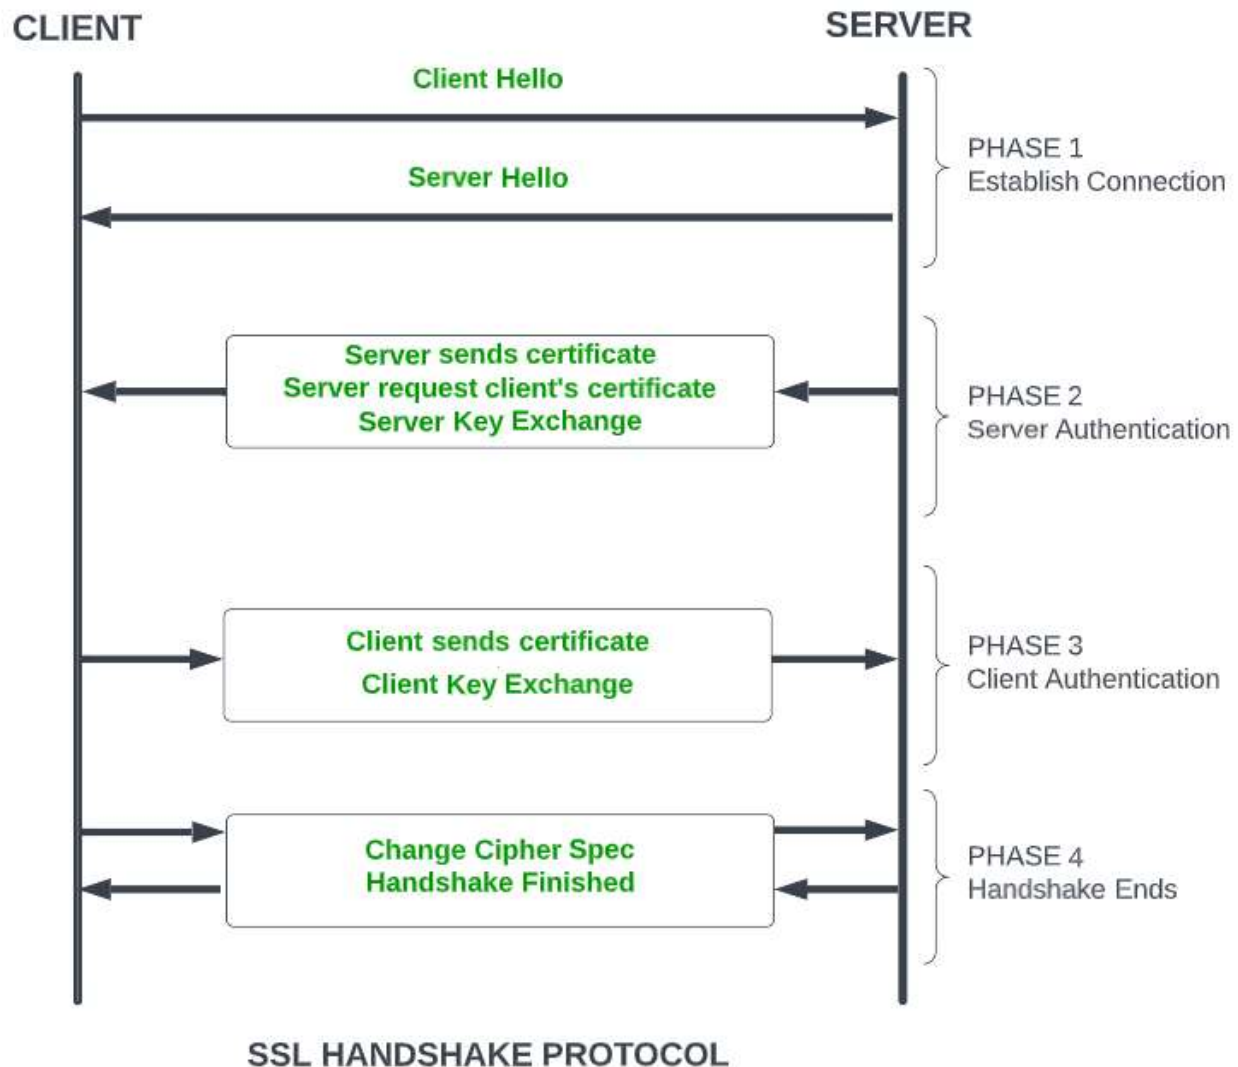 CLIENT
SERVER
Client Hello
Server Hello
PHASE 1
Establish Connection
Server sends certificate
Server request client's certificate
Server Key Exchange
PHASE 2
Server Authentication
Client sends certificate
Client Key Exchange
PHASE 3
Client Authentication
Change Cipher Spec
Handshake Finished
PHASE 4
Handshake Ends
SSL HANDSHAKE PROTOCOL